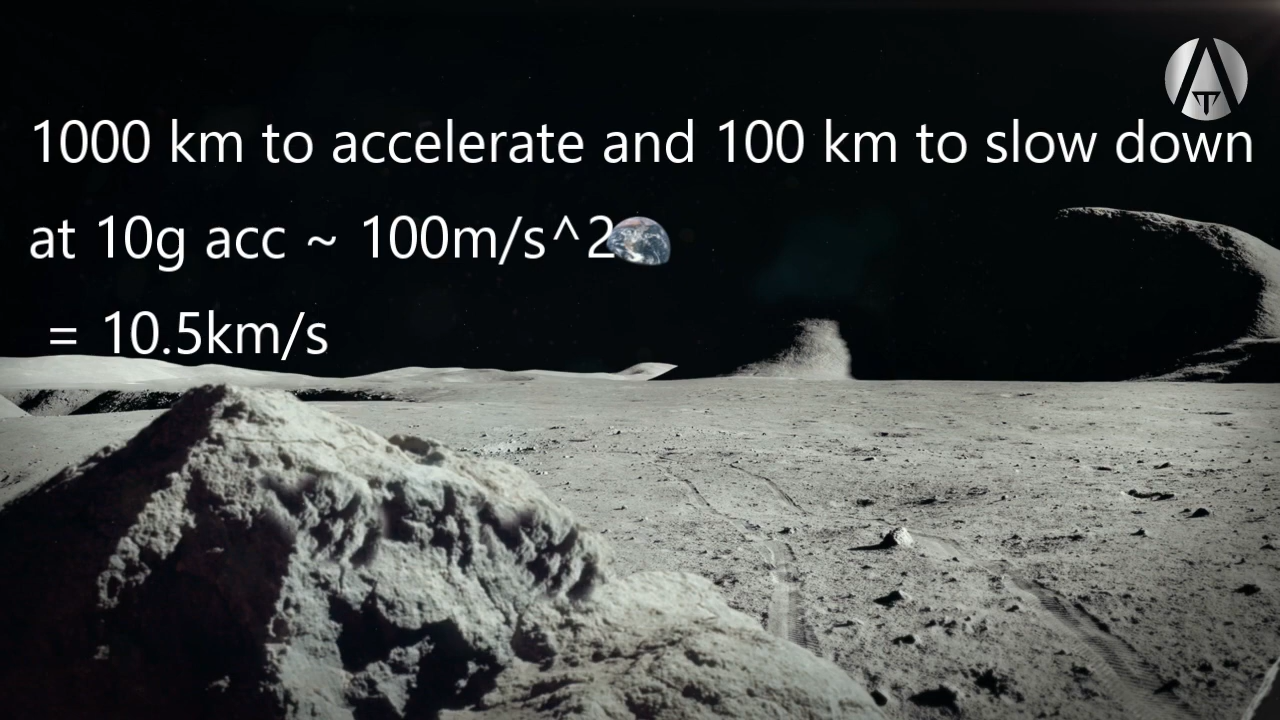 1000 km to accelerate and 100 km to slow down
at 10g acc ~ 100m/s^2
= 10.5km/s